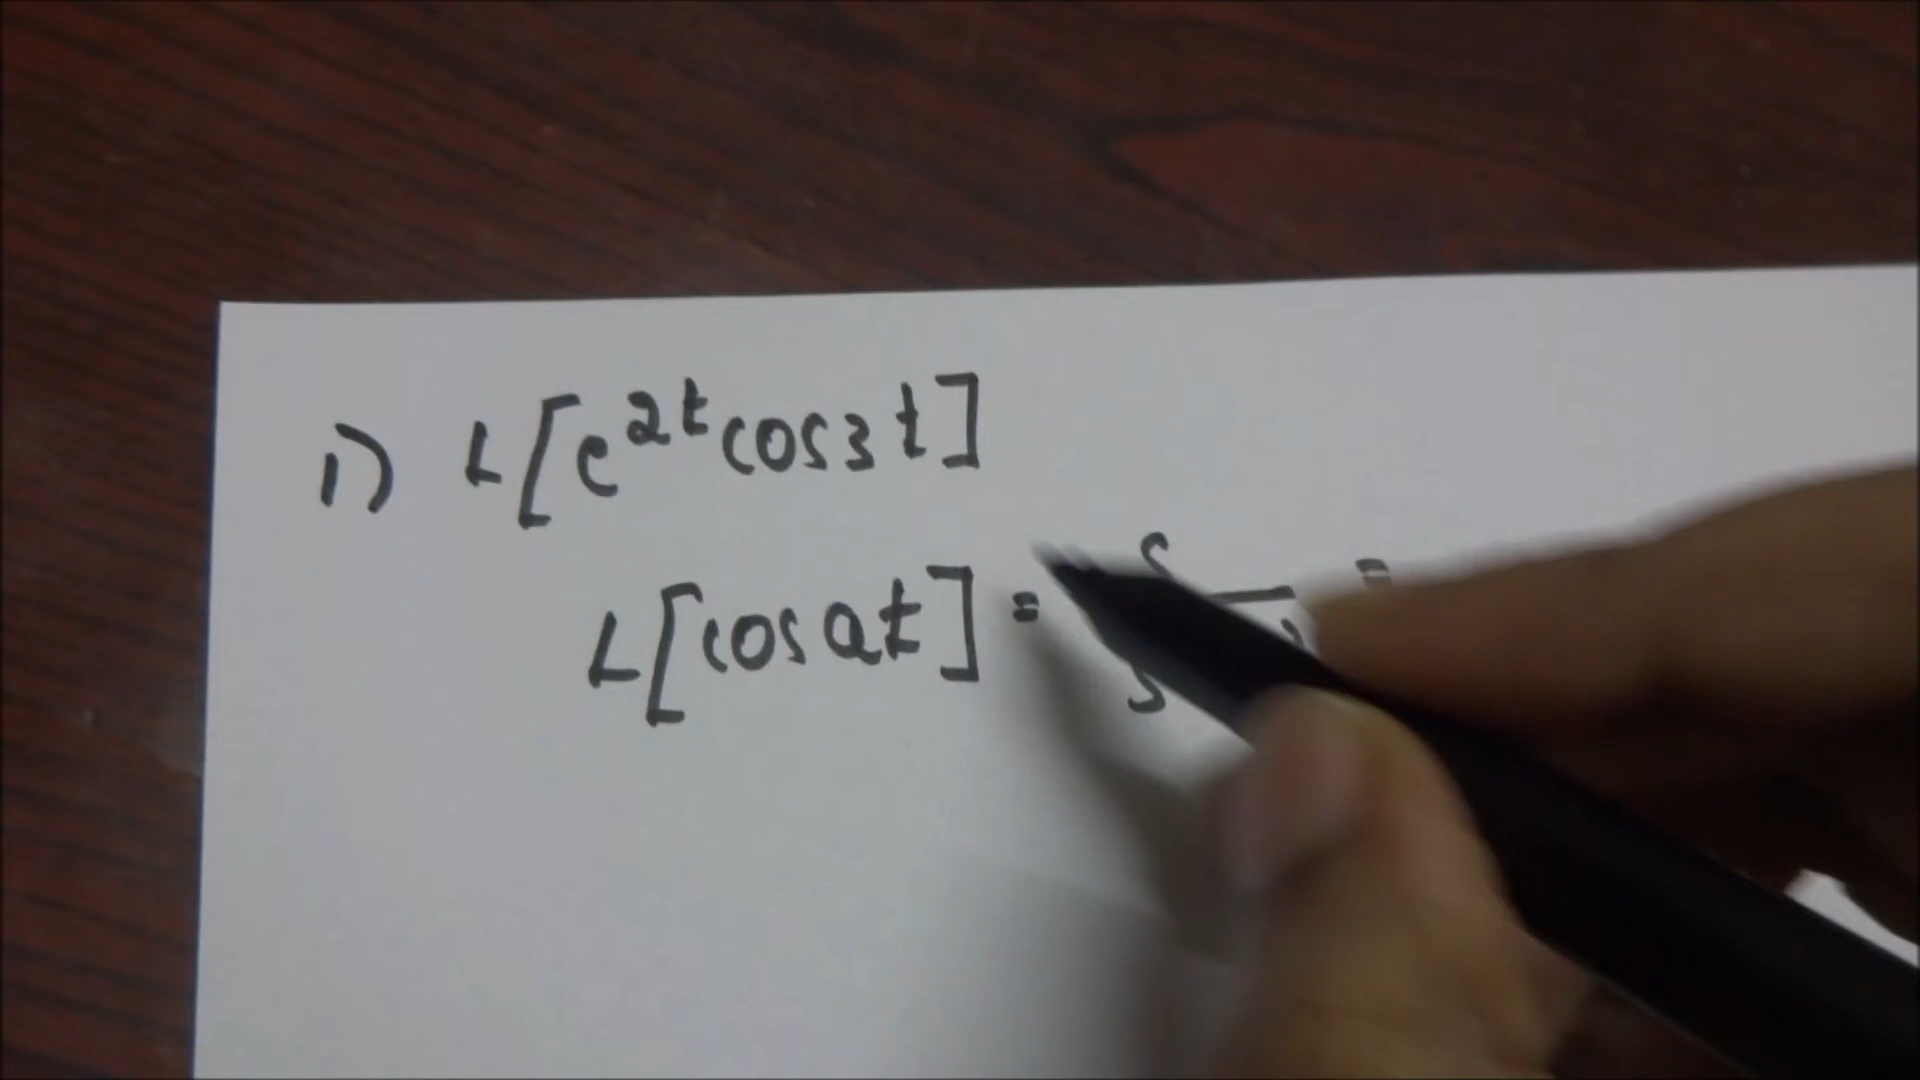 1) L[e^2t cos3t]
L[cosat] = s =
s